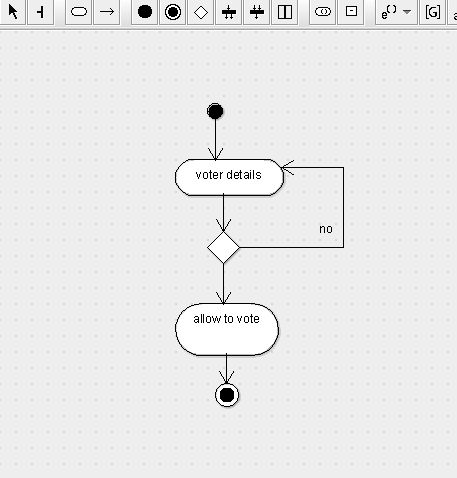 [G]
voter details
no
allow to vote